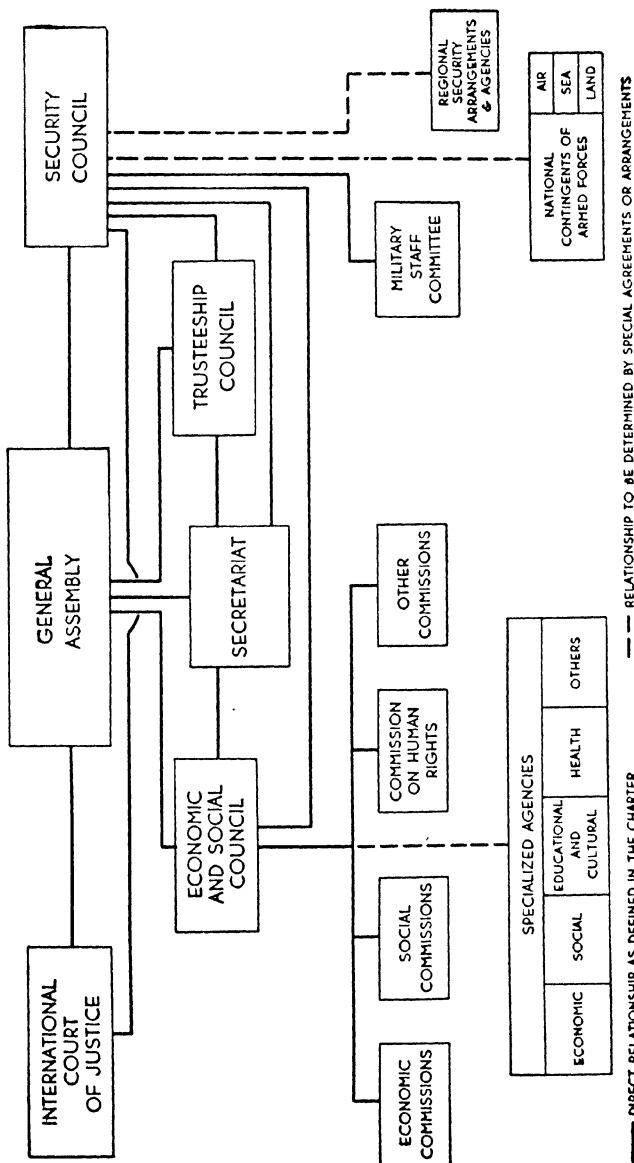 INTERNATIONAL
COURT
OF JUSTICE
GENERAL
ASSEMBLY
SECURITY
COUNCIL
ECONOMIC
AND SOCIAL
COUNCIL
SECRETARIAT
TRUSTEESHIP
COUNCIL
ECONOMIC
COMMISSIONS
SOCIAL
COMMISSIONS
COMMISSION
ON HUMAN
RIGHTS
OTHER
COMMISSIONS
MILITARY
STAFF
COMMITTEE
REGIONAL
SECURITY
ARRANGEMENTS
& AGENCIES
SPECIALIZED AGENCIES
ECONOMIC
SOCIAL
EDUCATIONAL
AND
CULTURAL
HEALTH
OTHERS
NATIONAL
CONTINGENTS OF
ARMED FORCES
AIR
SEA
LAND
DIRECT RELATIONSHIP AS DEFINED IN THE CHARTER
RELATIONSHIP TO BE DETERMINED BY SPECIAL AGREEMENTS OR ARRANGEMENTS